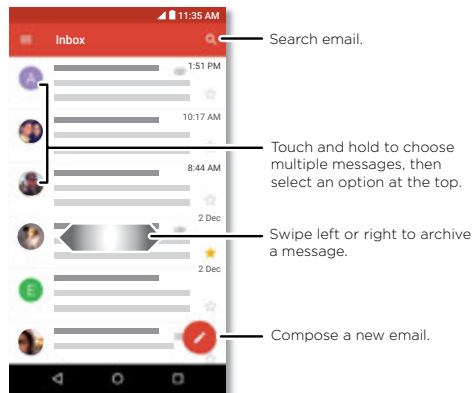 11:35 AM
Inbox
Search email.
A
1:51 PM
10:17 AM
Touch and hold to choose
multiple messages, then
select an option at the top.
8:44 AM
2 Dec
Swipe left or right to archive
a message.
2 Dec
E
Compose a new email.